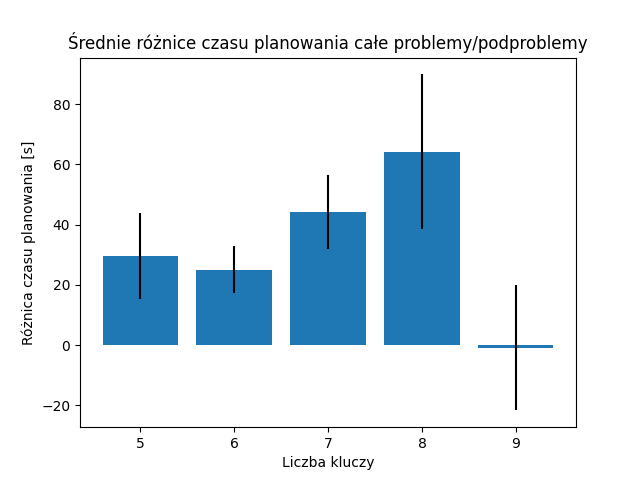 Średnie różnice czasu planowania całe problemy/podproblemy
Różnica czasu planowania [s]
80
60
40
20
0
−20
5 6 7 8 9
Liczba kluczy